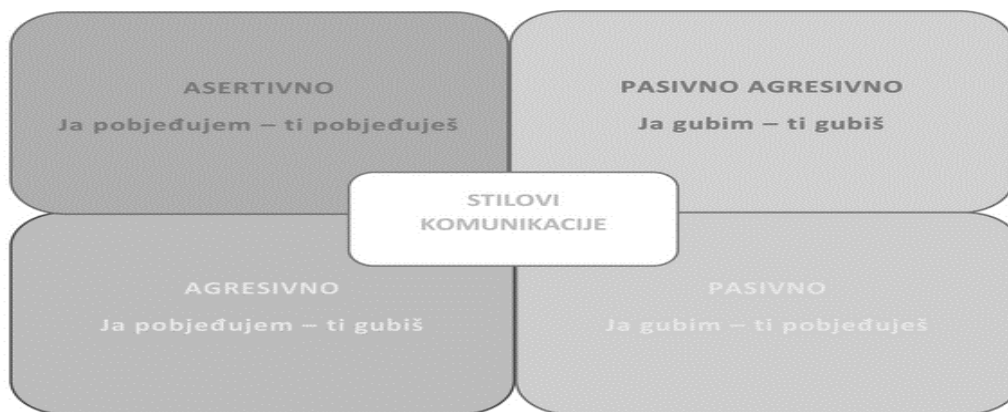 ASERTIVNO
Ja pobjeđujem – ti pobjeđuješ
PASIVNO AGRESIVNO
Ja gubim – ti gubiš
STILOVI
KOMUNIKACIJE
AGRESIVNO
Ja pobjeđujem – ti gubiš
PASIVNO
Ja gubim – ti pobjeđuješ